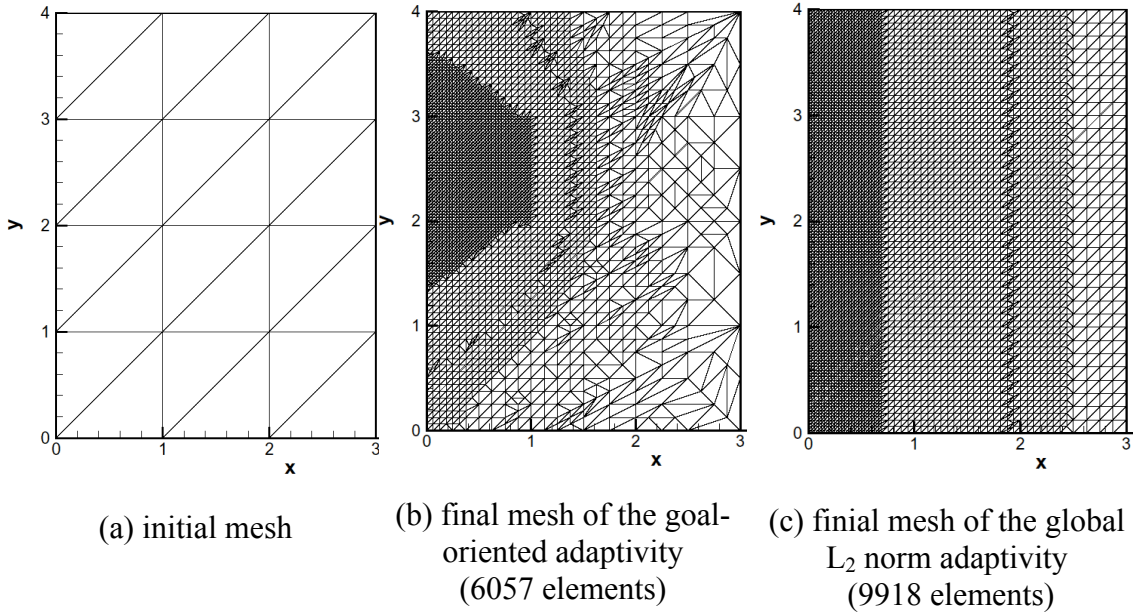 4
3
2
1
0
y
0
1
2
3
x
4
3
2
1
0
y
0
1
2
3
x
4
3
2
1
0
y
0
1
2
3
x
(a) initial mesh
(b) final mesh of the goal-
oriented adaptivity
(6057 elements)
(c) finial mesh of the global
L₂ norm adaptivity
(9918 elements)